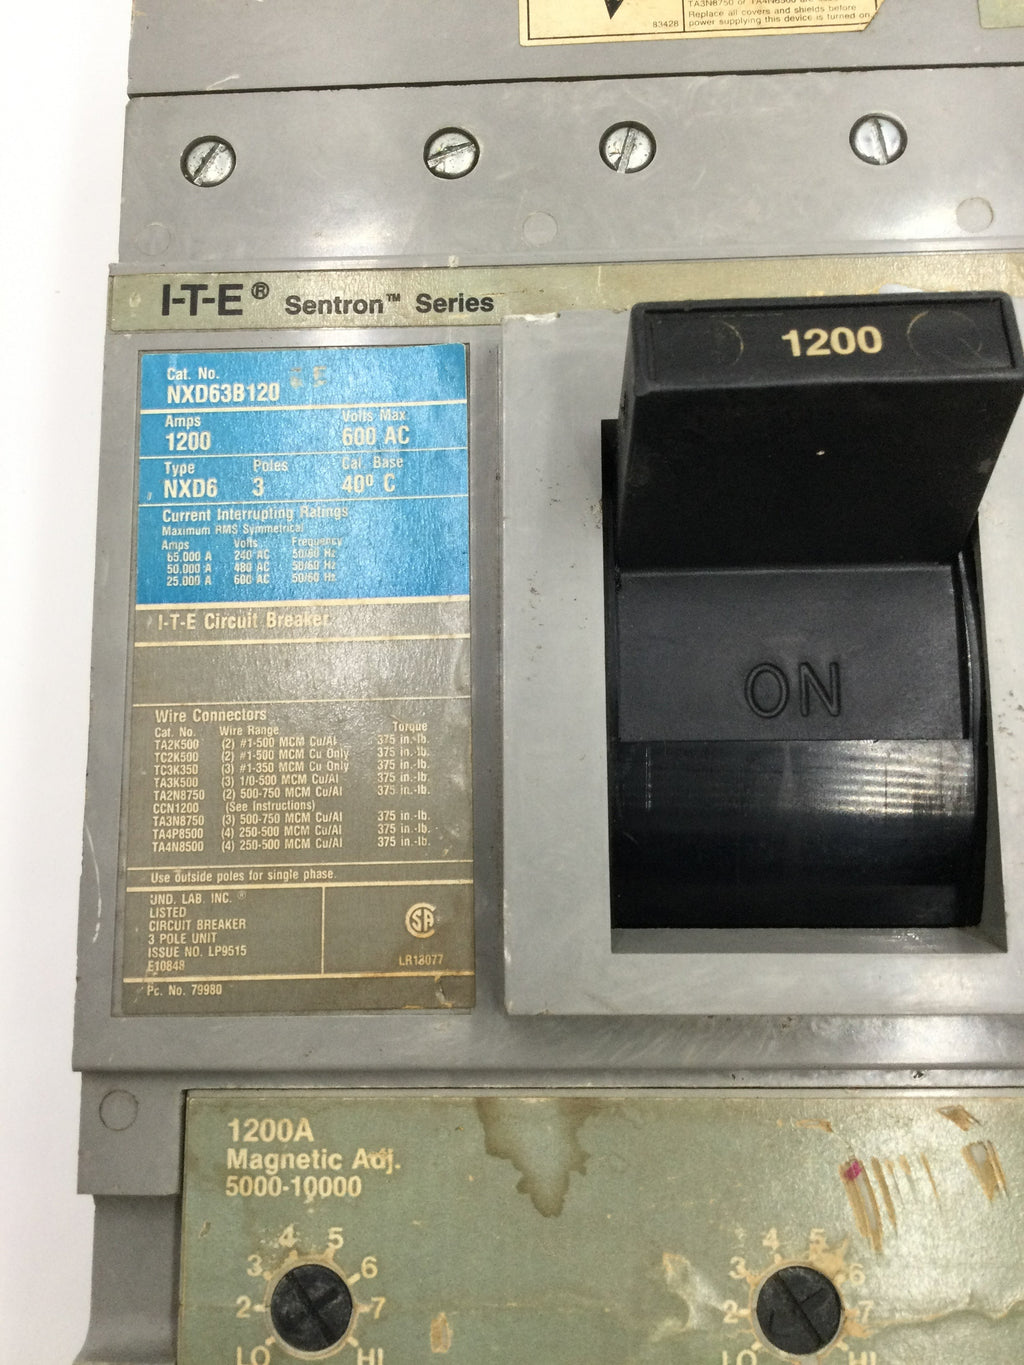 TA3N8750 or TA4N8500
Replace all covers and shields before
83428 power supplying this device is turned on
I-T-E® Sentron™ Series
1200
Cat. No.
NXD63B120
Amps Volts Max.
1200 600 AC
Type Poles Cal. Base
NXD6 3 40º C
Current Interrupting Ratings
Maximum RMS Symmetrical
Amps Volts Frequency
65,000 A 240 AC 50/60 Hz
50,000 A 480 AC 50/60 Hz
25,000 A 600 AC 50/60 Hz
I-T-E Circuit Breaker
ON
Wire Connectors
Cat. No. Wire Range Torque
TA2K500 (2) #1-500 MCM Cu/Al 375 in.-lb.
TC2K500 (2) #1-500 MCM Cu Only 375 in.-lb.
TC3K350 (3) #1-350 MCM Cu Only 375 in.-lb.
TA3K500 (3) 1/0-500 MCM Cu/Al 375 in.-lb.
TA2N8750 (2) 500-750 MCM Cu/Al 375 in.-lb.
CCN1200 (See Instructions)
TA3N8750 (3) 500-750 MCM Cu/Al 375 in.-lb.
TA4P8500 (4) 250-500 MCM Cu/Al 375 in.-lb.
TA4N8500 (4) 250-500 MCM Cu/Al 375 in.-lb.
Use outside poles for single phase.
UND. LAB. INC.®
LISTED
CIRCUIT BREAKER
3 POLE UNIT
ISSUE NO. LP9515
E10848
SA
LR13077
Pc. No. 79980
1200A
Magnetic Adj.
5000-10000
LO 2 3 4 5 6 7 HI
LO 2 3 4 5 6 7 HI